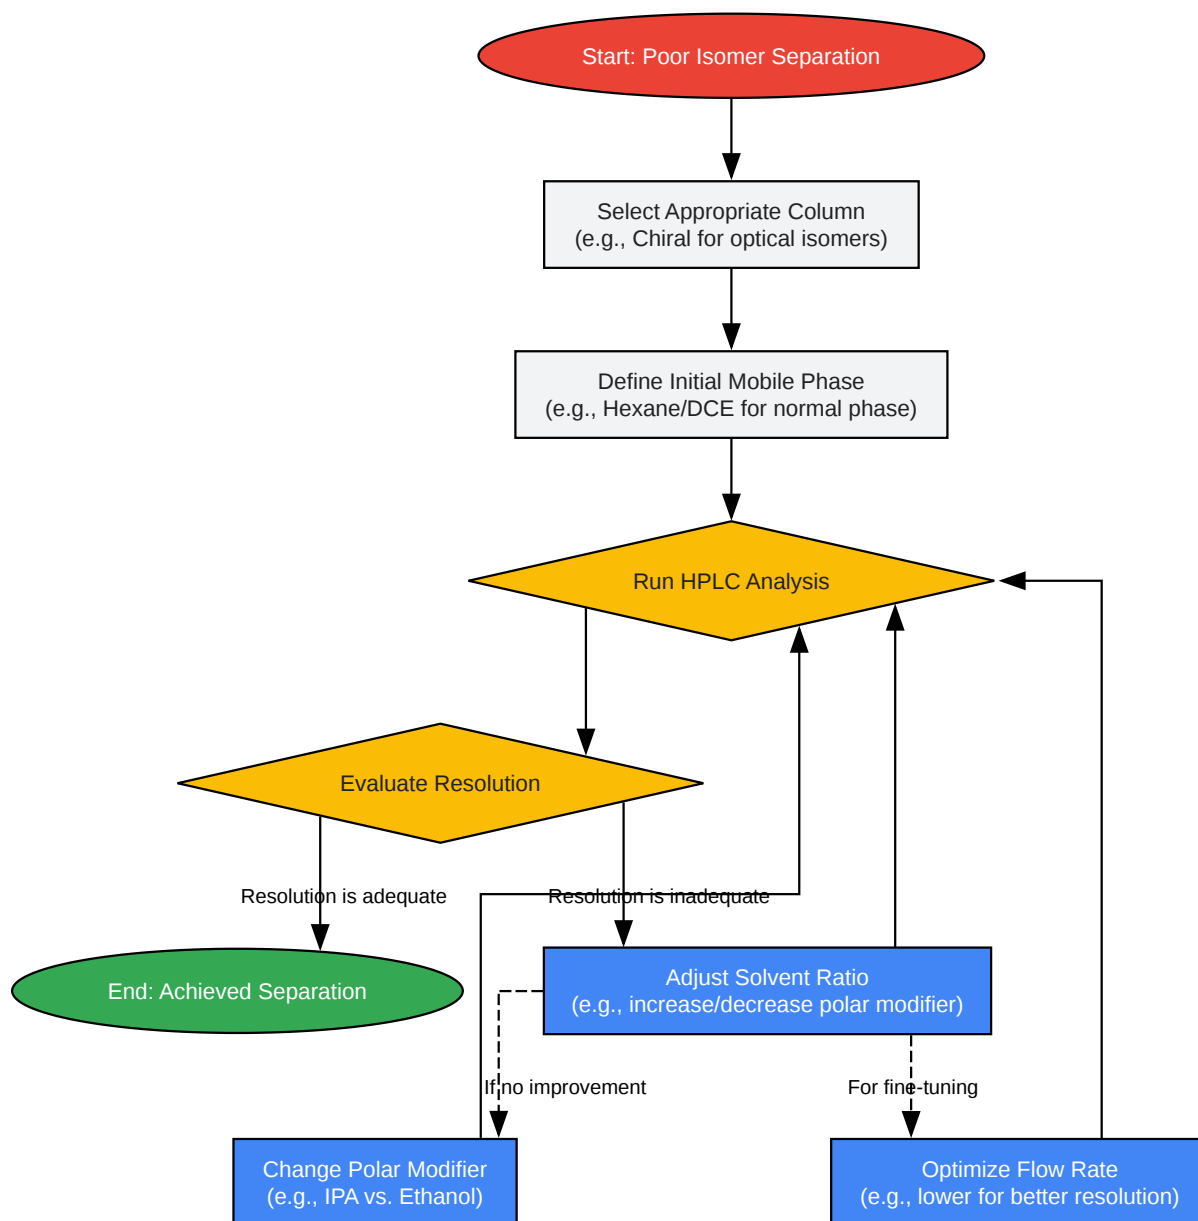 Start: Poor Isomer Separation
Select Appropriate Column
(e.g., Chiral for optical isomers)
Define Initial Mobile Phase
(e.g., Hexane/DCE for normal phase)
Run HPLC Analysis
Evaluate Resolution
Resolution is adequate
Resolution is inadequate
End: Achieved Separation
Adjust Solvent Ratio
(e.g., increase/decrease polar modifier)
If no improvement
For fine-tuning
Change Polar Modifier
(e.g., IPA vs. Ethanol)
Optimize Flow Rate
(e.g., lower for better resolution)